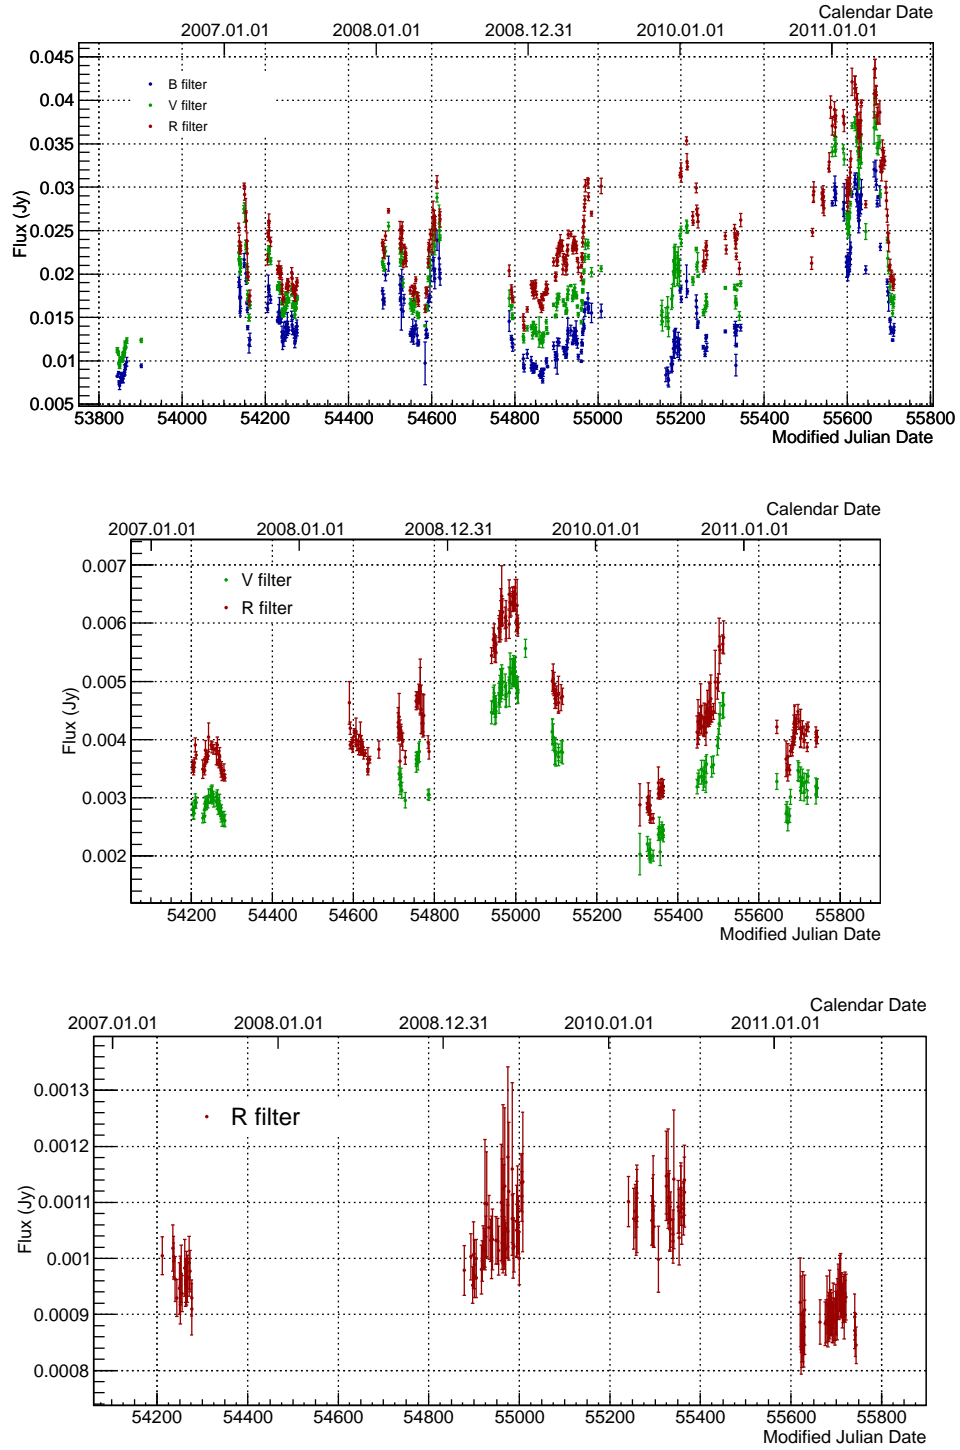 Calendar Date
2007.01.01 2008.01.01 2008.12.31 2010.01.01 2011.01.01
0.045
B filter
V filter
0.04
R filter
0.035
0.03
Flux (Jy)
0.025
0.02
0.015
0.01
0.005
53800 54000 54200 54400 54600 54800 55000 55200 55400 55600 55800
Modified Julian Date
Calendar Date
2007.01.01 2008.01.01 2008.12.31 2010.01.01 2011.01.01
0.007
V filter
R filter
0.006
0.005
Flux (Jy)
0.004
0.003
0.002
54200 54400 54600 54800 55000 55200 55400 55600 55800
Modified Julian Date
Calendar Date
2007.01.01 2008.01.01 2008.12.31 2010.01.01 2011.01.01
0.0013
R filter
0.0012
0.0011
Flux (Jy)
0.001
0.0009
0.0008
54200 54400 54600 54800 55000 55200 55400 55600 55800
Modified Julian Date